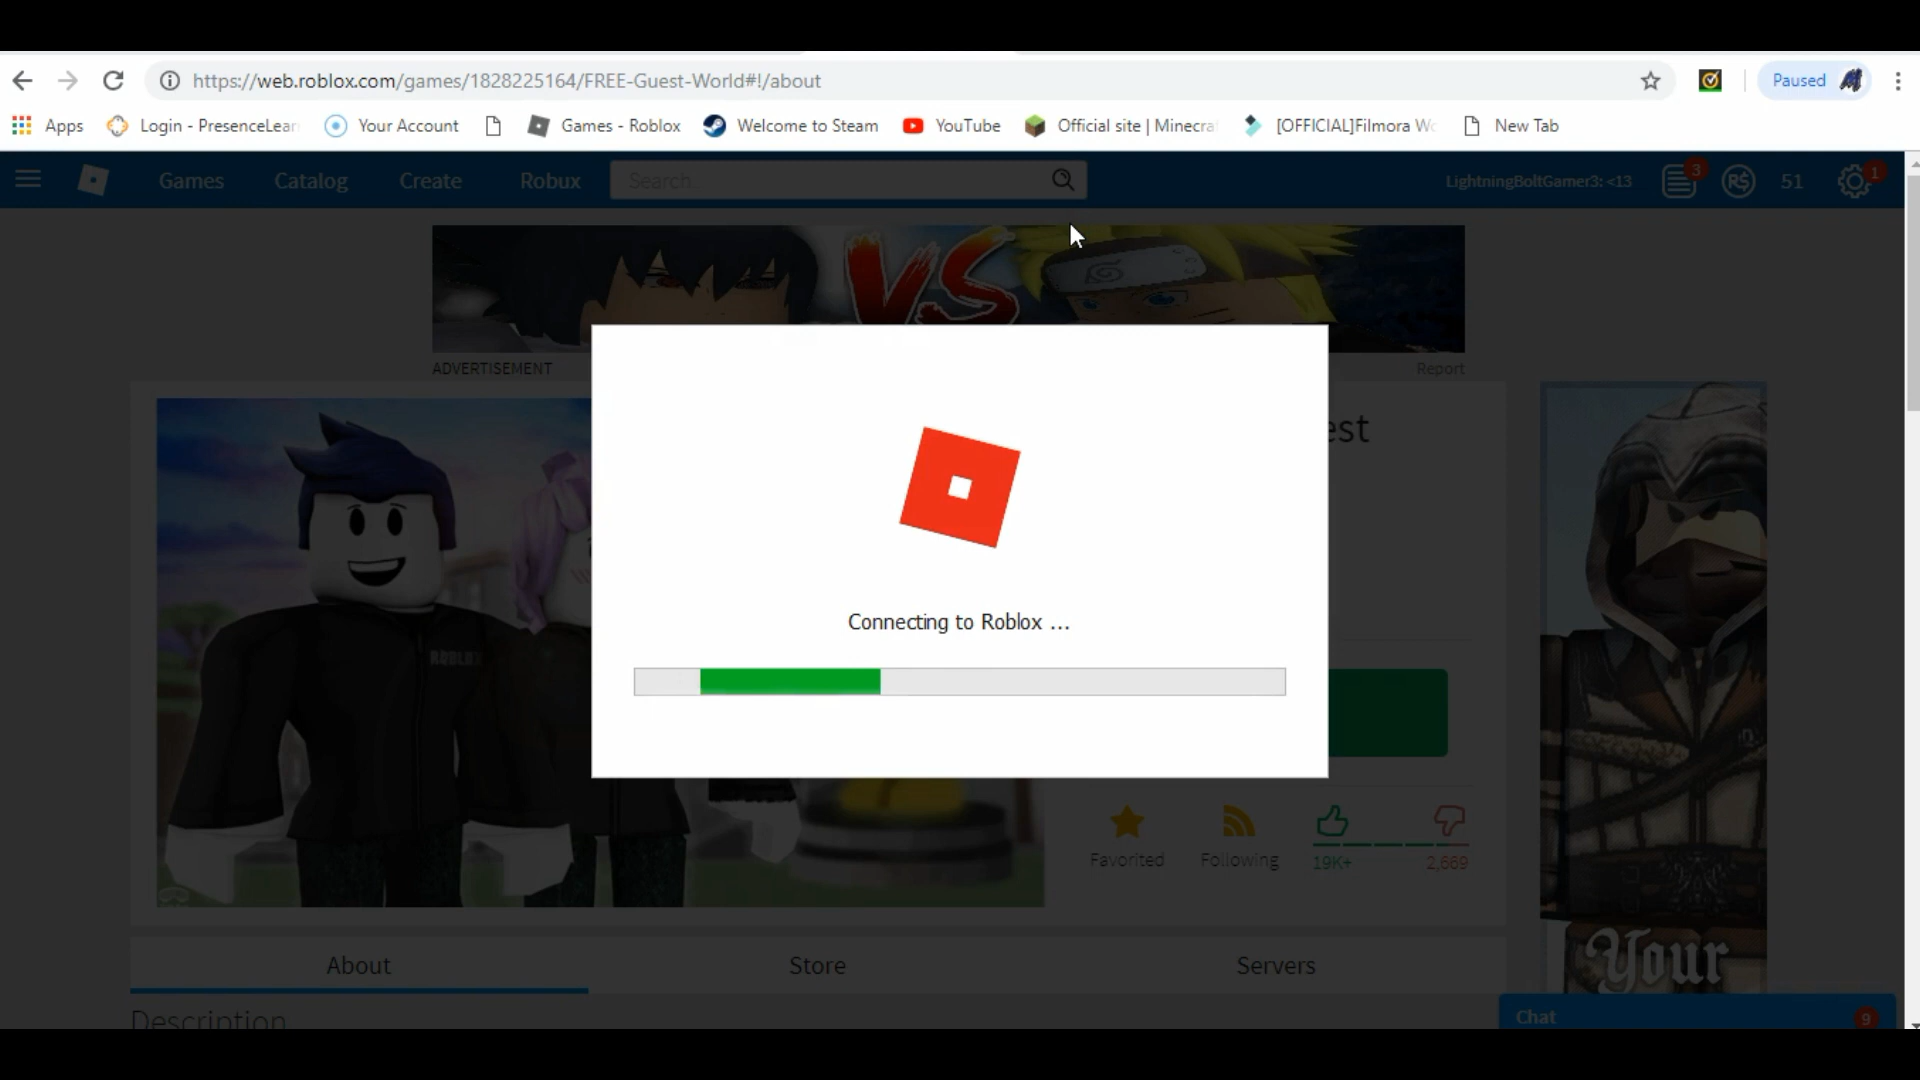 https://web.roblox.com/games/1828225164/FREE-Guest-World#!/about
Paused
Apps
Login - PresenceLear
Your Account
Games - Roblox
Welcome to Steam
YouTube
Official site | Minecra
[OFFICIAL]Filmora Wo
New Tab
Games
Catalog
Create
Robux
Search...
LightningBoltGamer3: <13
3
R$
51
1
VS
ADVERTISEMENT
Report
est
ROBLOX
Connecting to Roblox ...
Favorited
Following
19K+
2,669
About
Store
Servers
Your
Description
Chat
9